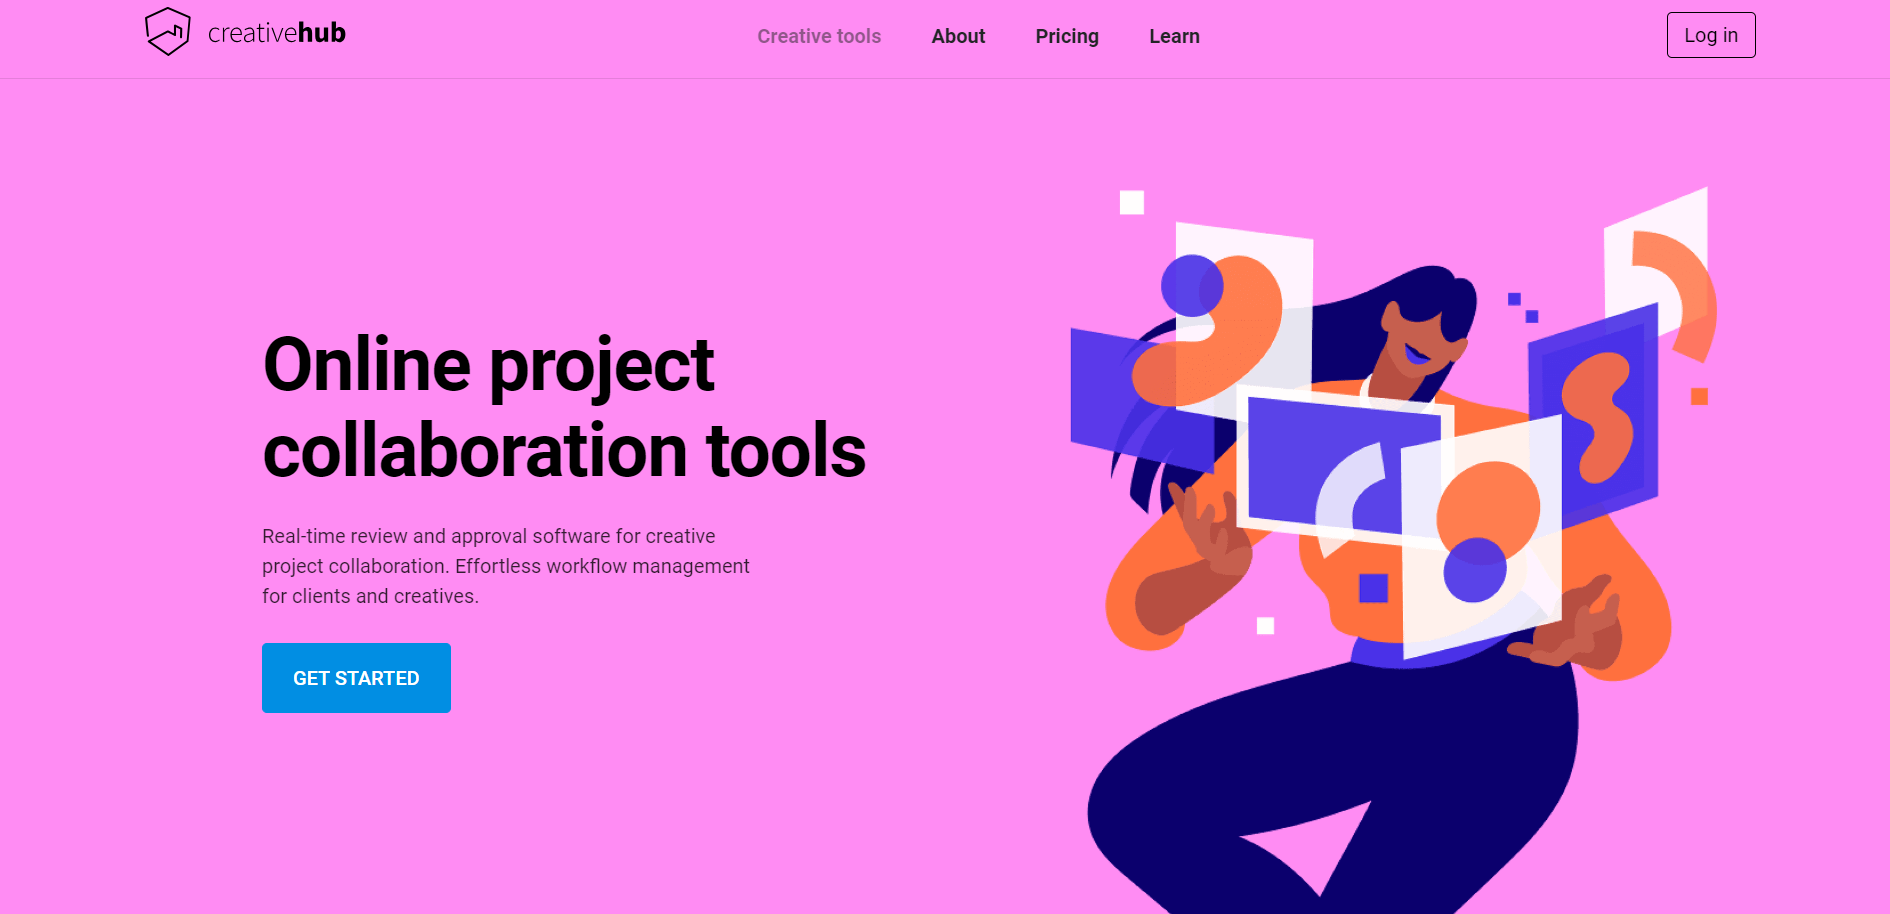 creativehub
Creative tools
About
Pricing
Learn
Log in
Online project
collaboration tools
Real-time review and approval software for creative
project collaboration. Effortless workflow management
for clients and creatives.
GET STARTED